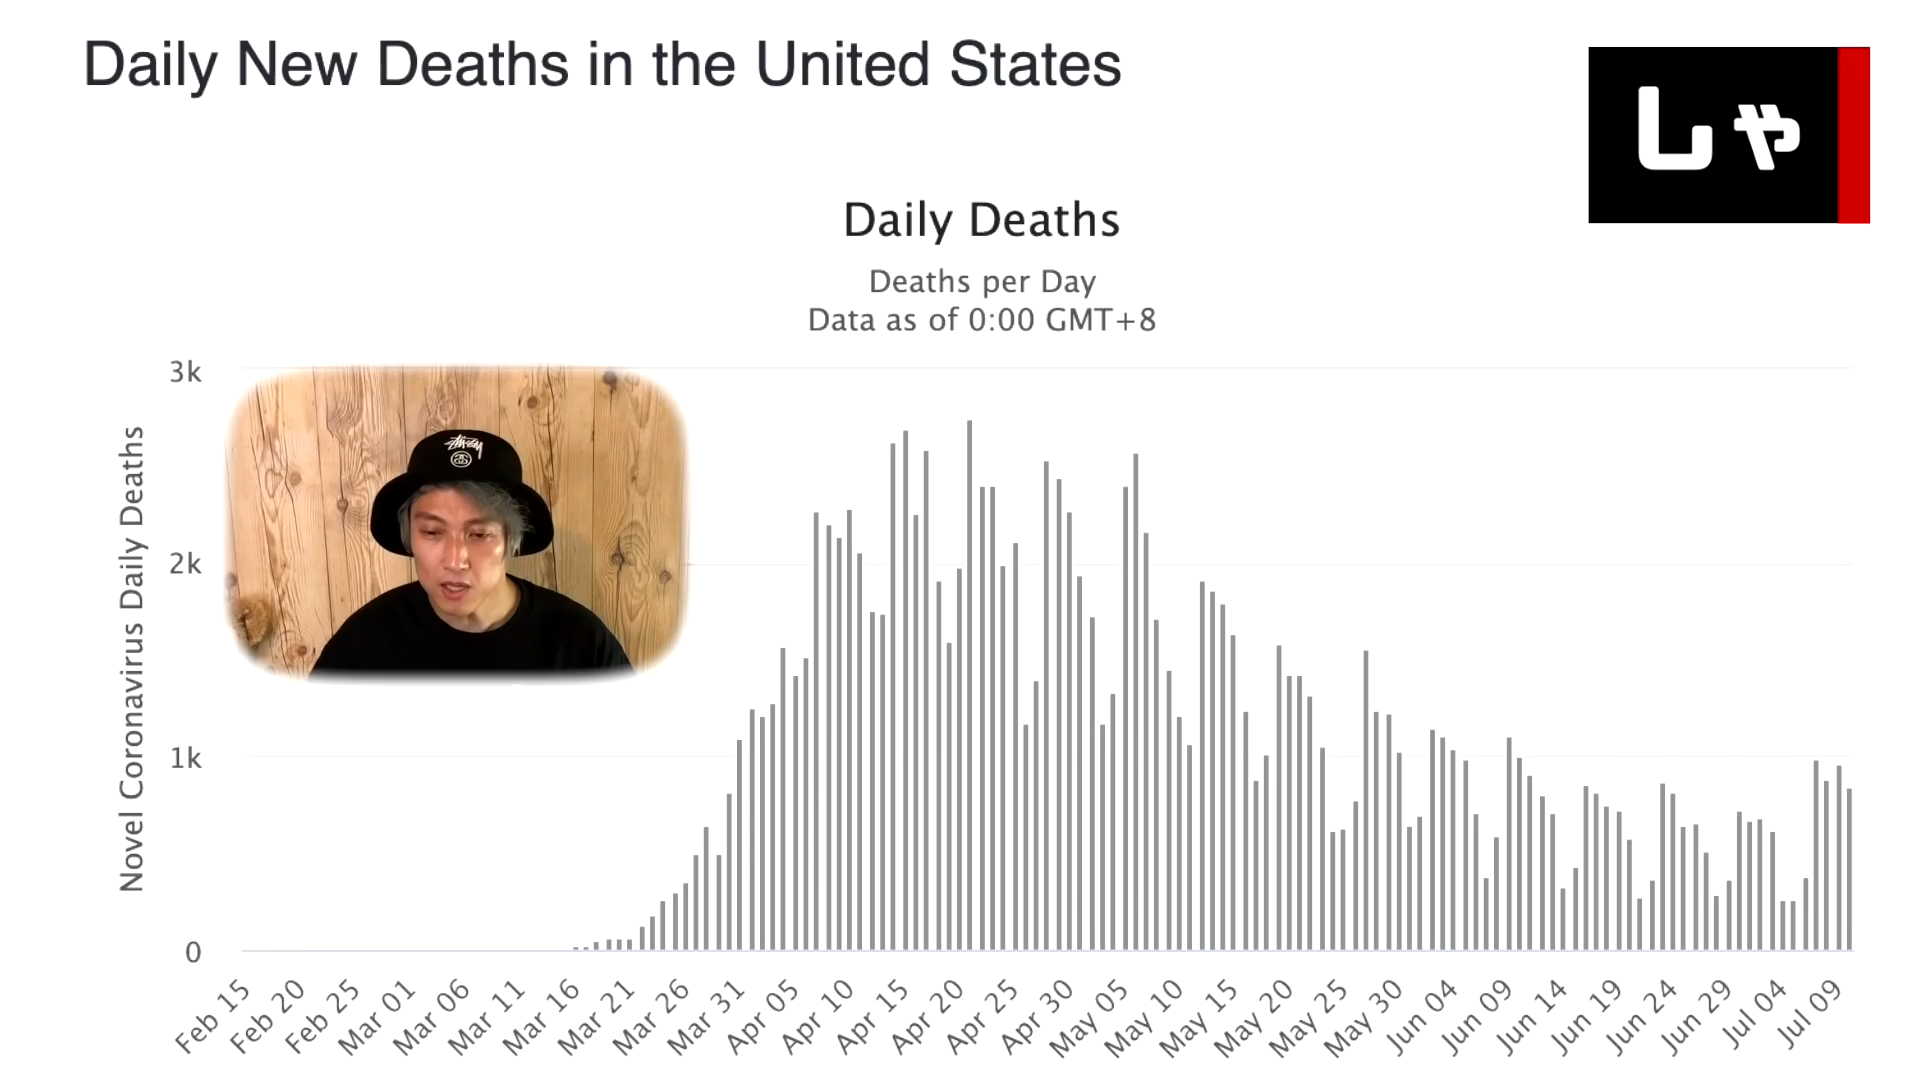 Daily New Deaths in the United States
しゃ
Daily Deaths
Deaths per Day
Data as of 0:00 GMT+8
Novel Coronavirus Daily Deaths
3k
2k
1k
0
STÜSSY
Feb 15
Feb 20
Feb 25
Mar 01
Mar 06
Mar 11
Mar 16
Mar 21
Mar 26
Mar 31
Apr 05
Apr 10
Apr 15
Apr 20
Apr 25
Apr 30
May 05
May 10
May 15
May 20
May 25
May 30
Jun 04
Jun 09
Jun 14
Jun 19
Jun 24
Jun 29
Jul 04
Jul 09